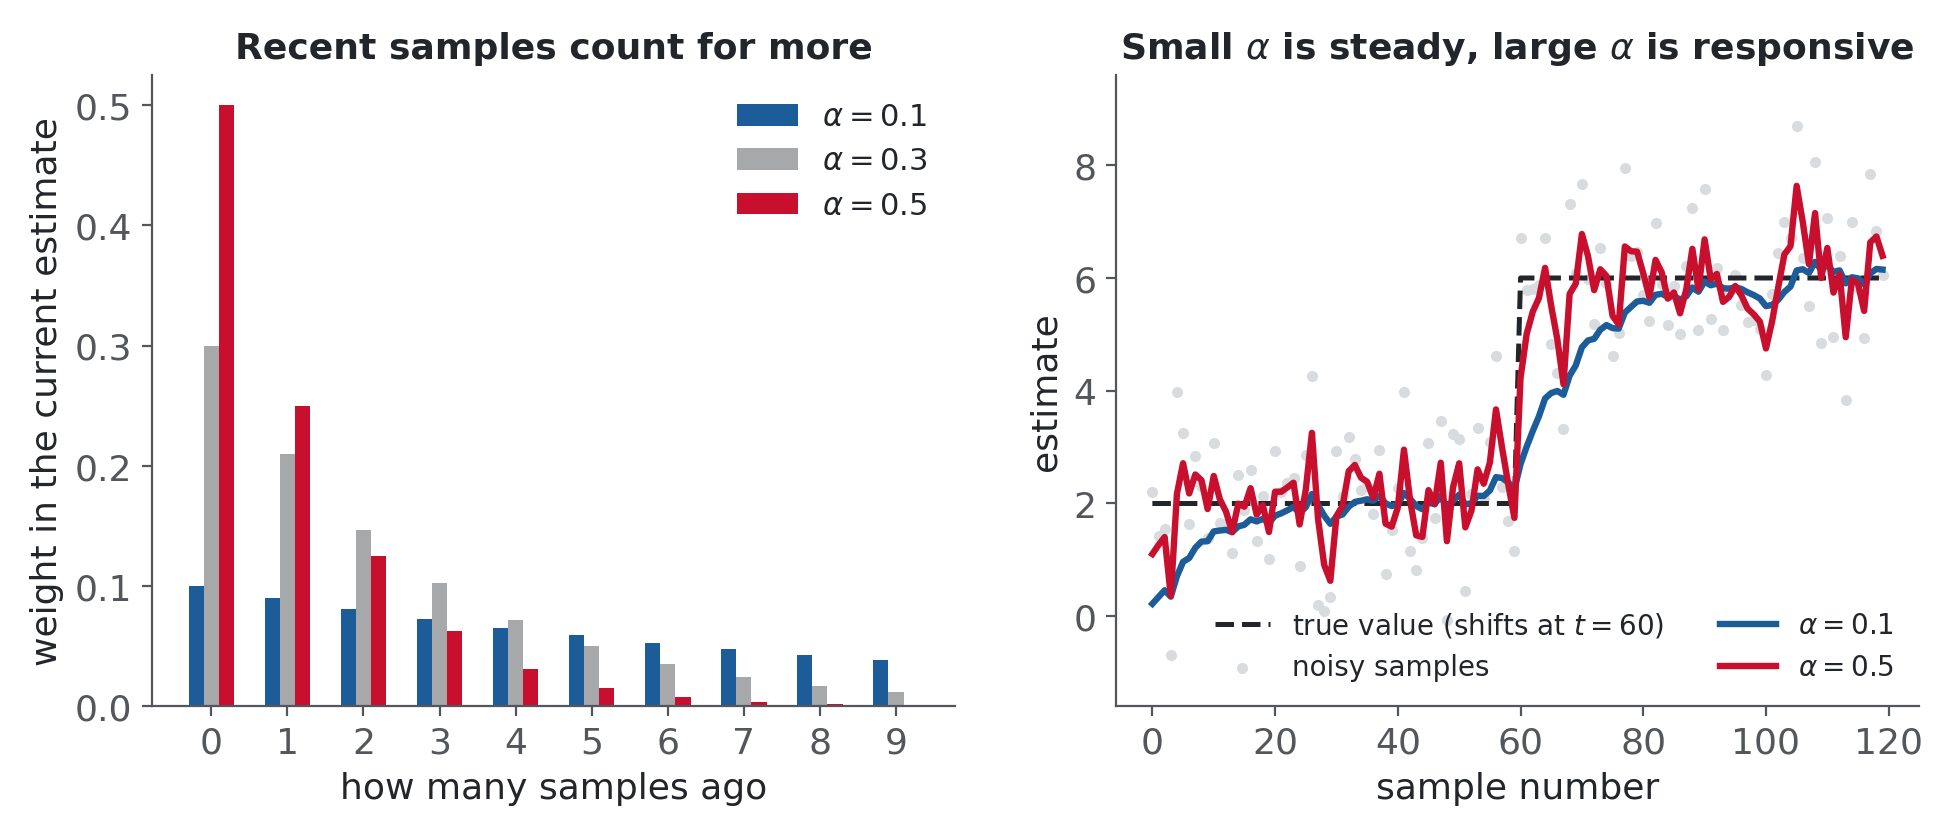 Recent samples count for more
weight in the current estimate
0.5
0.4
0.3
0.2
0.1
0.0
α = 0.1
α = 0.3
α = 0.5
0 1 2 3 4 5 6 7 8 9
how many samples ago
Small α is steady, large α is responsive
estimate
8
6
4
2
0
true value (shifts at t = 60)
noisy samples
α = 0.1
α = 0.5
0 20 40 60 80 100 120
sample number